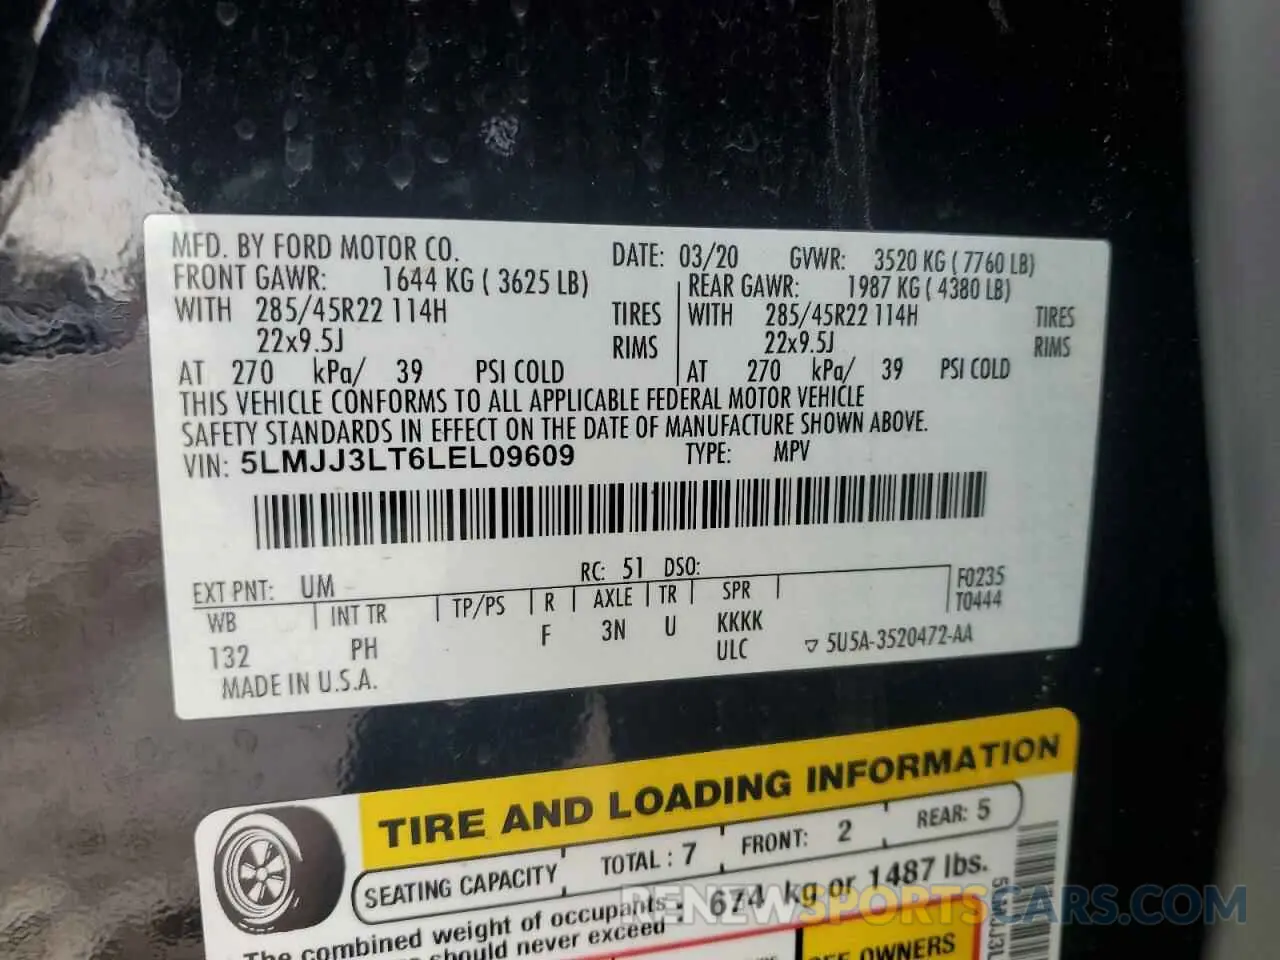 MFD. BY FORD MOTOR CO. DATE: 03/20 GVWR: 3520 KG ( 7760 LB)
FRONT GAWR: 1644 KG ( 3625 LB) REAR GAWR: 1987 KG ( 4380 LB)
WITH 285/45R22 114H TIRES WITH 285/45R22 114H TIRES
22x9.5J RIMS 22x9.5J RIMS
AT 270 kPa/ 39 PSI COLD AT 270 kPa/ 39 PSI COLD
THIS VEHICLE CONFORMS TO ALL APPLICABLE FEDERAL MOTOR VEHICLE
SAFETY STANDARDS IN EFFECT ON THE DATE OF MANUFACTURE SHOWN ABOVE.
VIN: 5LMJJ3LT6LEL09609 TYPE: MPV
EXT PNT: UM RC: 51 DSO:
WB INT TR TP/PS R AXLE TR SPR F0235
132 PH F 3N U KKKK T0444
ULC 5U5A-3520472-AA
MADE IN U.S.A.
TIRE AND LOADING INFORMATION
SEATING CAPACITY TOTAL : 7 FRONT: 2 REAR: 5
The combined weight of occupants : 674 kg or 1487 lbs.
should never exceed
OWNERS
RENEWSPORTSCARS.COM